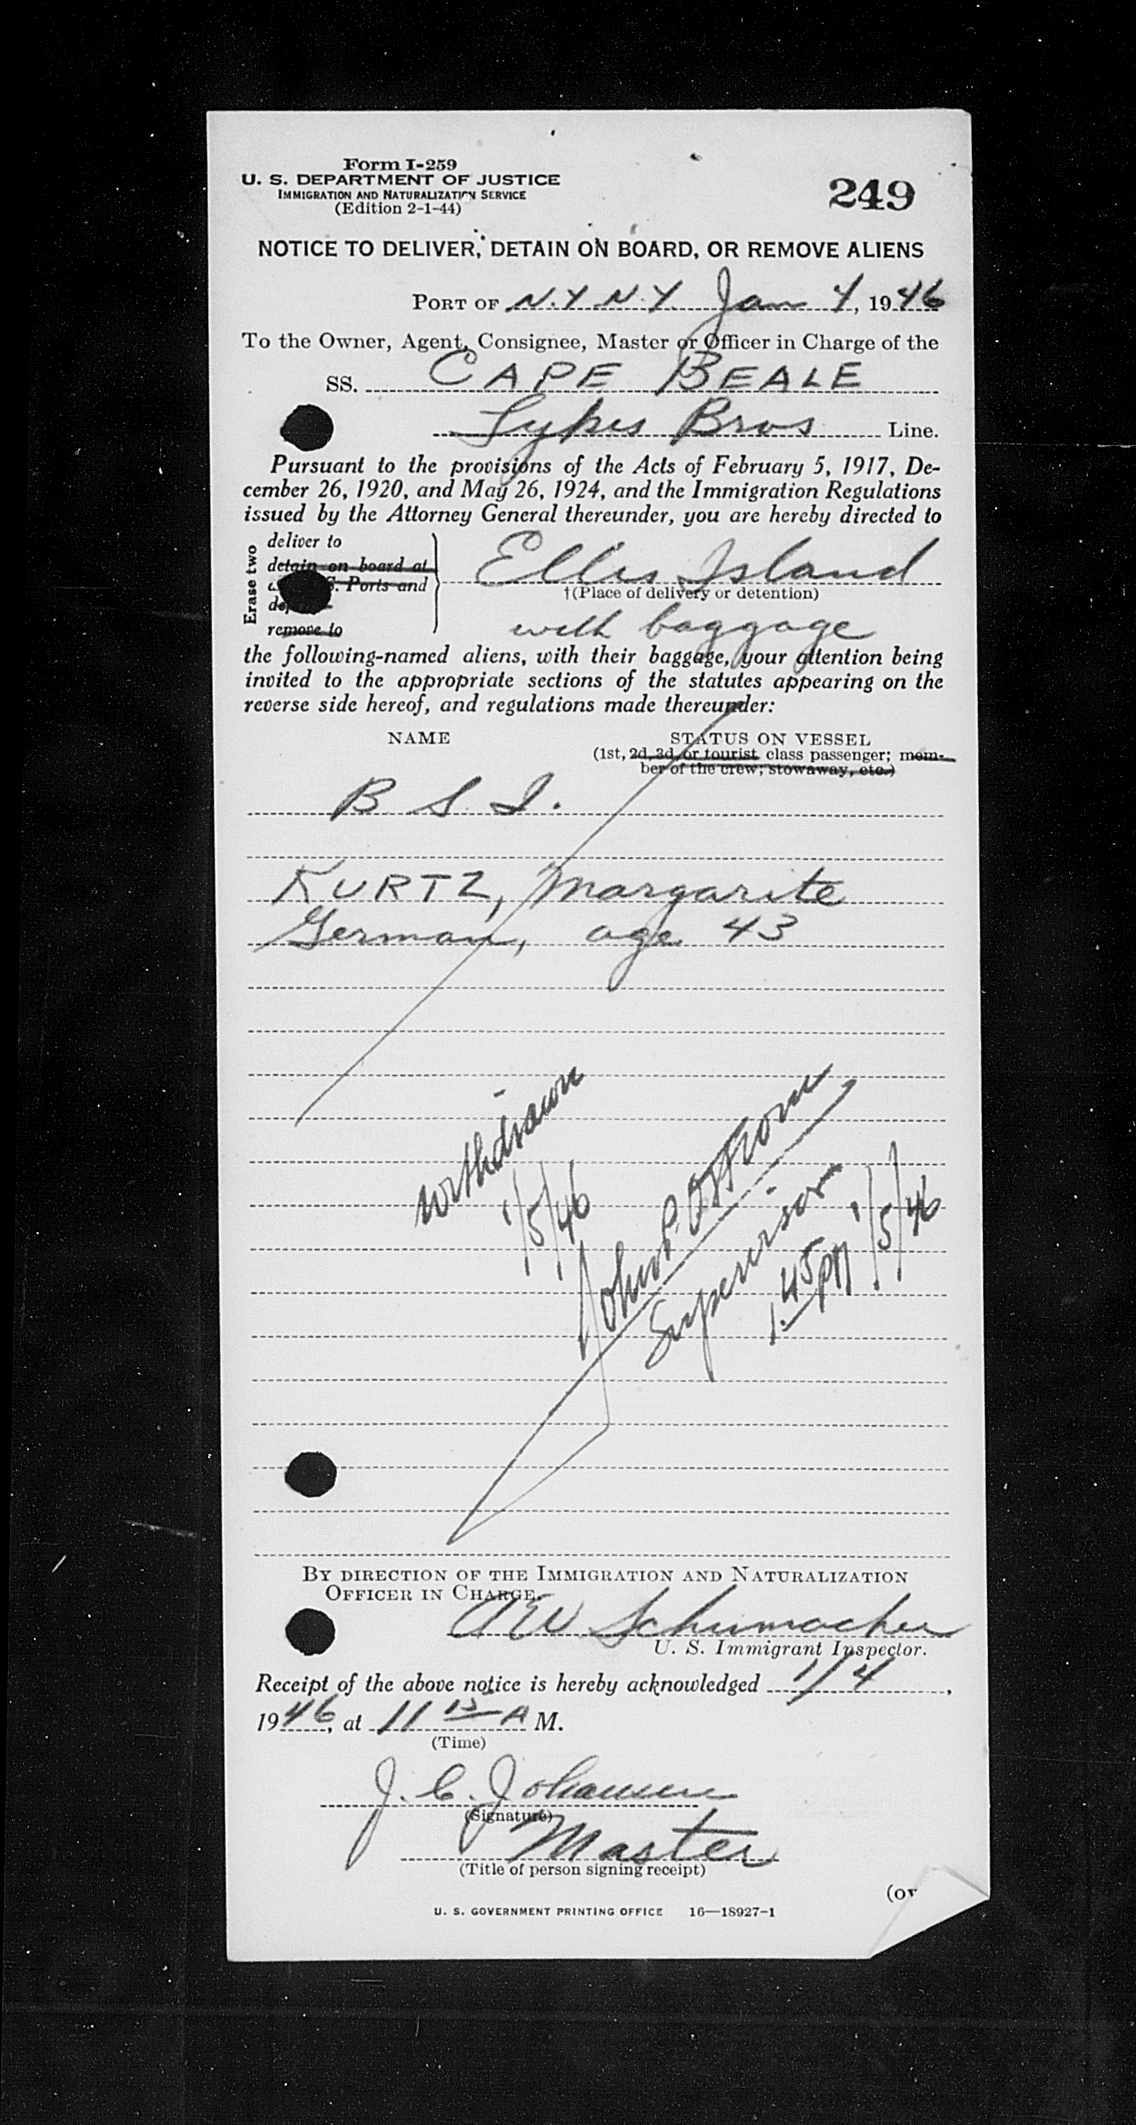 Form I-259
U. S. DEPARTMENT OF JUSTICE
IMMIGRATION AND NATURALIZATION SERVICE
(Edition 2-1-44)
249
NOTICE TO DELIVER, DETAIN ON BOARD, OR REMOVE ALIENS
PORT OF N.Y. N.Y. Jan 4, 1946
To the Owner, Agent, Consignee, Master or Officer in Charge of the
SS. CAPE BEALE
Lykes Bros Line.
Pursuant to the provisions of the Acts of February 5, 1917, De-
cember 26, 1920, and May 26, 1924, and the Immigration Regulations
issued by the Attorney General thereunder, you are hereby directed to
Erase two
deliver to
detain on board at
S. Ports and
remove to
Ellis Island
†(Place of delivery or detention)
with baggage
the following-named aliens, with their baggage, your attention being
invited to the appropriate sections of the statutes appearing on the
reverse side hereof, and regulations made thereunder:
NAME STATUS ON VESSEL
(1st, 2d, 3d, or tourist class passenger; mem-
ber of the crew; stowaway, etc.)
B. S. I.
KURTZ, Margarite
German, age 43
withdrawn
1/5/46
John P. Ostrom
Supervisor
1.45 PM 1/5/46
BY DIRECTION OF THE IMMIGRATION AND NATURALIZATION
OFFICER IN CHARGE.
Schumacher
U. S. Immigrant Inspector.
Receipt of the above notice is hereby acknowledged 1/4,
1946, at 11 15 A M.
(Time)
J. C. Johansen
(Signature)
Master
(Title of person signing receipt)
U. S. GOVERNMENT PRINTING OFFICE 16—18927-1